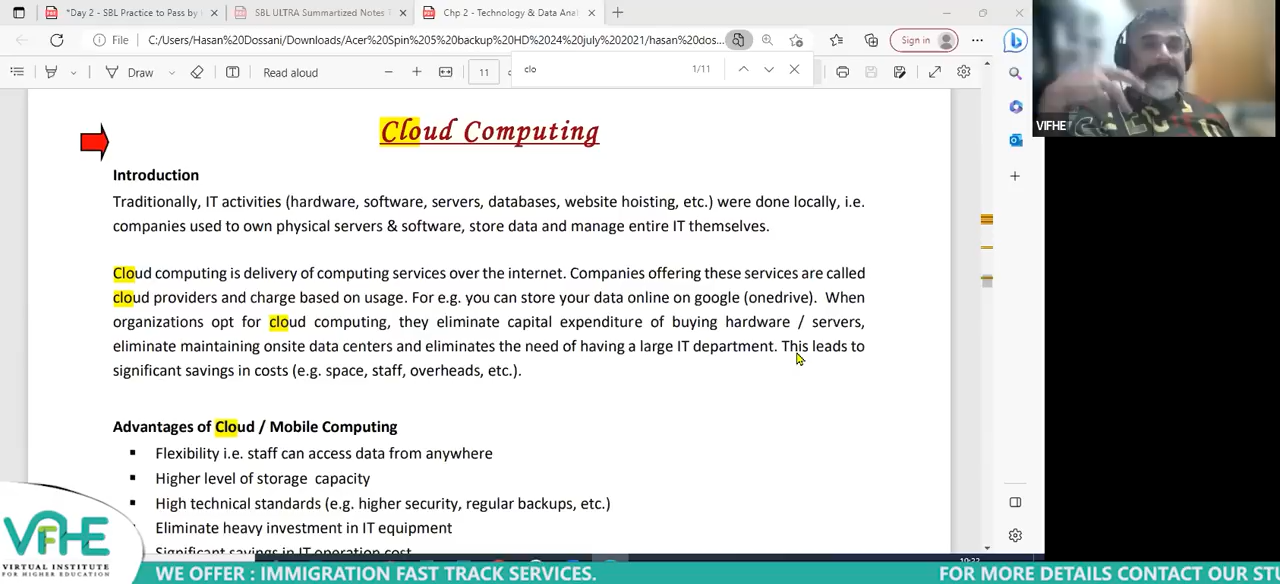 *Day 2 - SBL Practice to Pass by
SBL ULTRA Summartized Notes
Chp 2 - Technology & Data Anal
File
C:/Users/Hasan%20Dossani/Downloads/Acer%20Spin%205%20backup%20HD%2024%20july%202021/hasan%20dos...
Sign in
Draw
Read aloud
11
clo
1/11
VIFHE
Cloud Computing
Introduction
Traditionally, IT activities (hardware, software, servers, databases, website hoisting, etc.) were done locally, i.e.
companies used to own physical servers & software, store data and manage entire IT themselves.
Cloud computing is delivery of computing services over the internet. Companies offering these services are called
cloud providers and charge based on usage. For e.g. you can store your data online on google (onedrive). When
organizations opt for cloud computing, they eliminate capital expenditure of buying hardware / servers,
eliminate maintaining onsite data centers and eliminates the need of having a large IT department. This leads to
significant savings in costs (e.g. space, staff, overheads, etc.).
Advantages of Cloud / Mobile Computing
▪ Flexibility i.e. staff can access data from anywhere
▪ Higher level of storage capacity
▪ High technical standards (e.g. higher security, regular backups, etc.)
Eliminate heavy investment in IT equipment
Significant savings in IT operation cost
VIFHE
VIRTUAL INSTITUTE
FOR HIGHER EDUCATION
WE OFFER : IMMIGRATION FAST TRACK SERVICES.
FOR MORE DETAILS CONTACT OUR STU